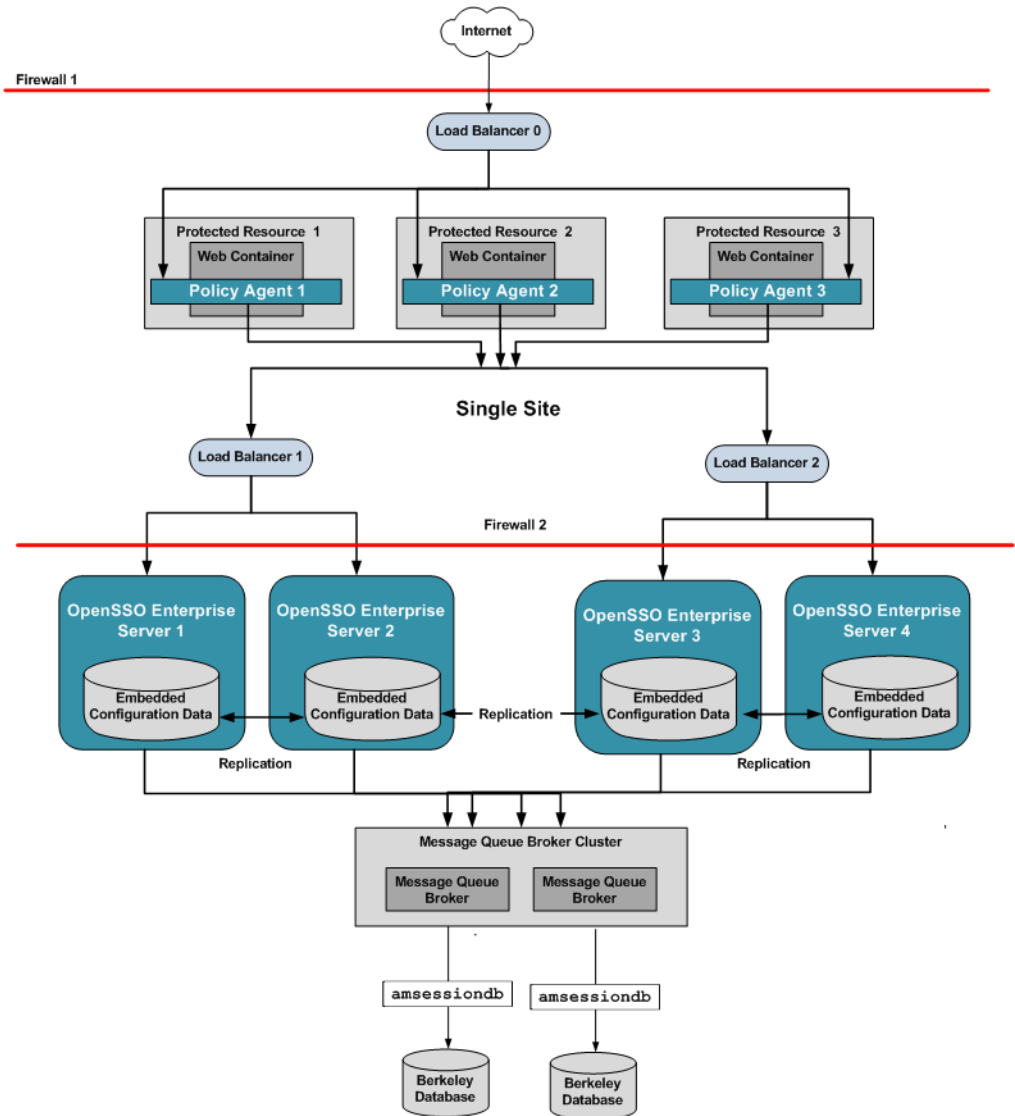 Internet
Firewall 1
Load Balancer 0
Protected Resource 1
Web Container
Policy Agent 1
Protected Resource 2
Web Container
Policy Agent 2
Protected Resource 3
Web Container
Policy Agent 3
Single Site
Load Balancer 1
Load Balancer 2
Firewall 2
OpenSSO Enterprise
Server 1
Embedded
Configuration Data
OpenSSO Enterprise
Server 2
Embedded
Configuration Data
Replication
OpenSSO Enterprise
Server 3
Embedded
Configuration Data
OpenSSO Enterprise
Server 4
Embedded
Configuration Data
Replication
Replication
Message Queue Broker Cluster
Message Queue
Broker
Message Queue
Broker
amsessiondb
amsessiondb
Berkeley
Database
Berkeley
Database